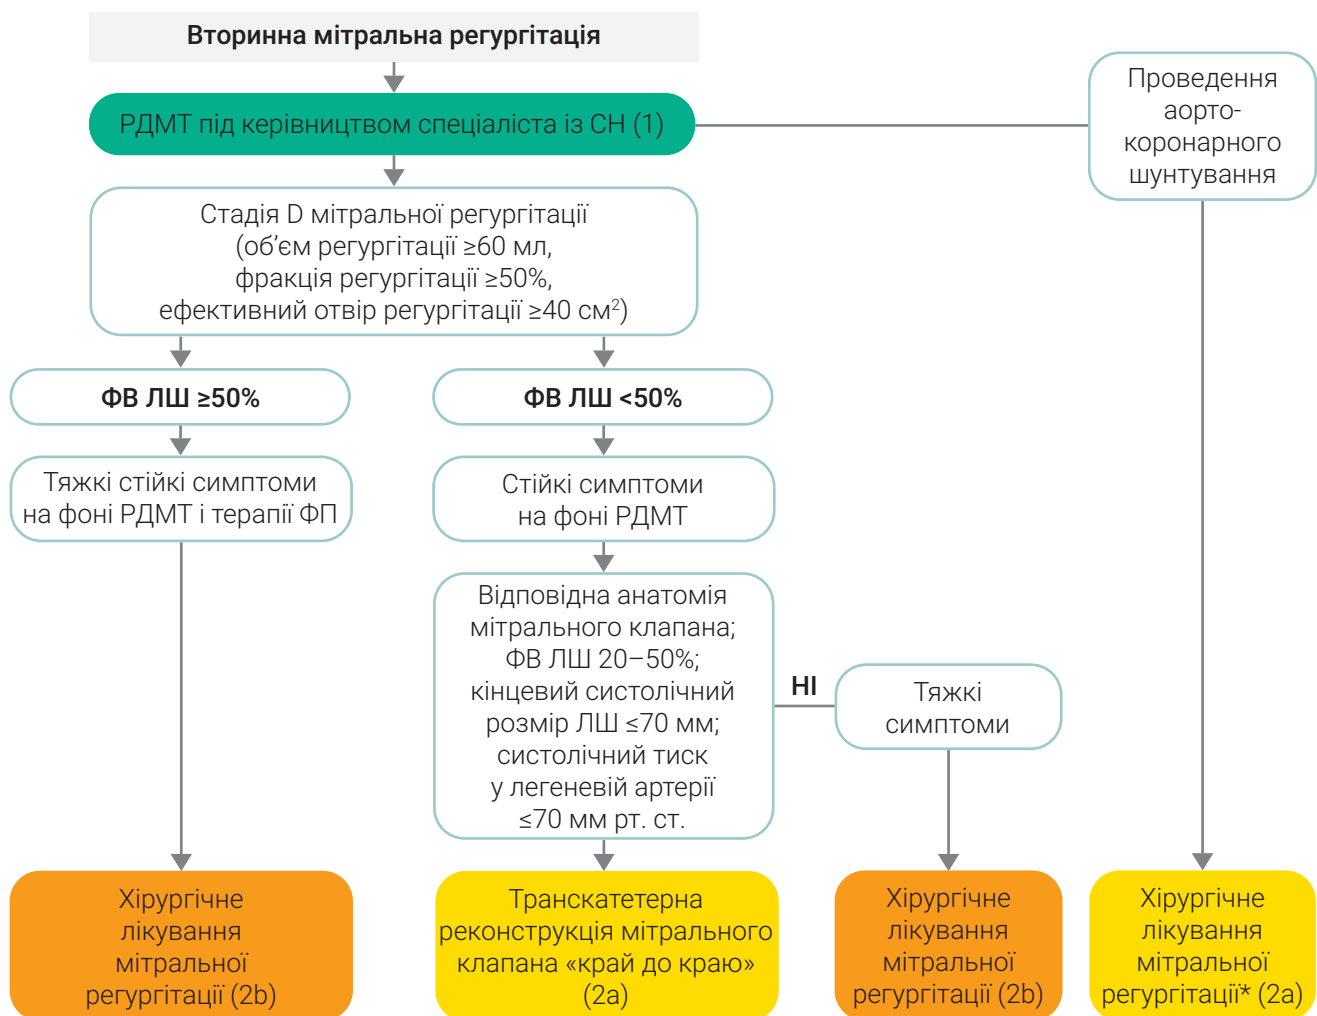 Вторинна мітральна регургітація
РДМТ під керівництвом спеціаліста із СН (1)
Проведення
аорто-
коронарного
шунтування
Стадія D мітральної регургітації
(об’єм регургітації ≥60 мл,
фракція регургітації ≥50%,
ефективний отвір регургітації ≥40 см²)
ФВ ЛШ ≥50%
ФВ ЛШ <50%
Тяжкі стійкі симптоми
на фоні РДМТ і терапії ФП
Стійкі симптоми
на фоні РДМТ
Відповідна анатомія
мітрального клапана;
ФВ ЛШ 20–50%;
кінцевий систолічний
розмір ЛШ ≤70 мм;
систолічний тиск
у легеневій артерії
≤70 мм рт. ст.
НІ
Тяжкі
симптоми
Хірургічне
лікування
мітральної
регургітації (2b)
Транскатетерна
реконструкція мітрального
клапана «край до краю»
(2a)
Хірургічне
лікування
мітральної
регургітації (2b)
Хірургічне
лікування
мітральної
регургітації* (2a)